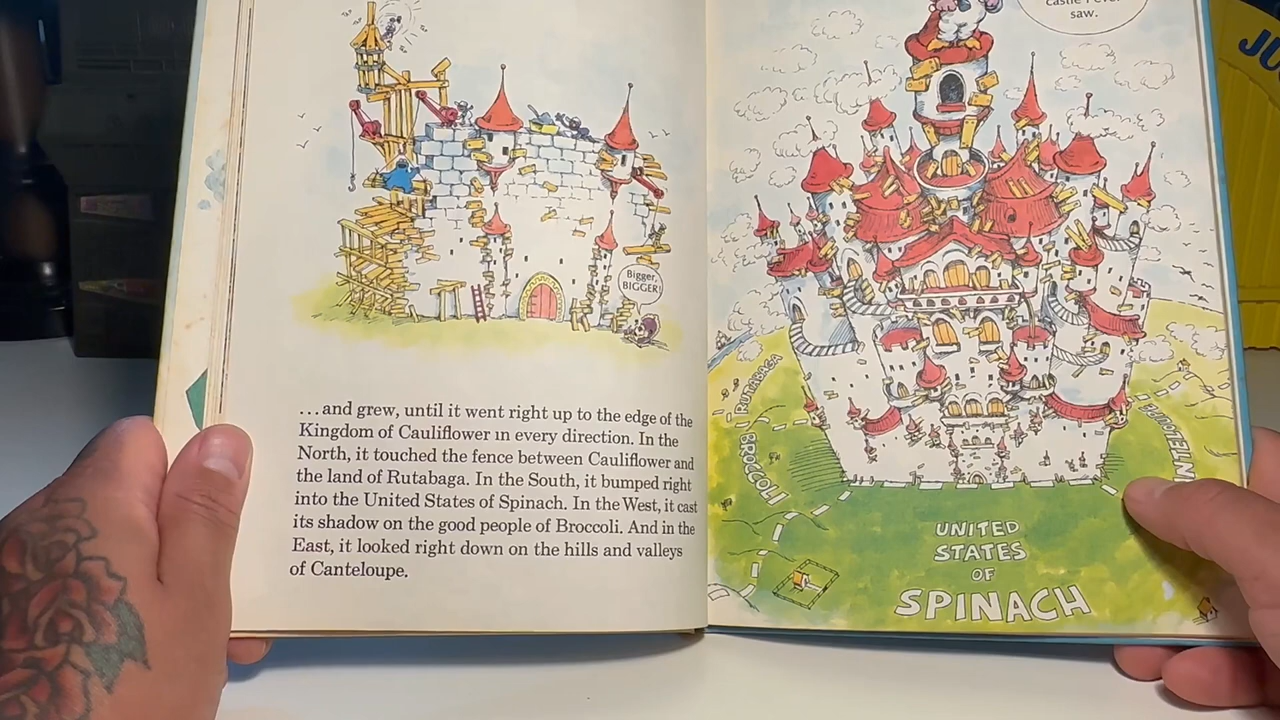 Bigger,
BIGGER!
...and grew, until it went right up to the edge of the
Kingdom of Cauliflower in every direction. In the
North, it touched the fence between Cauliflower and
the land of Rutabaga. In the South, it bumped right
into the United States of Spinach. In the West, it cast
its shadow on the good people of Broccoli. And in the
East, it looked right down on the hills and valleys
of Canteloupe.
castle I ever
saw.
RUTABAGA
BROCCOLI
UNITED
STATES
OF
SPINACH
JU